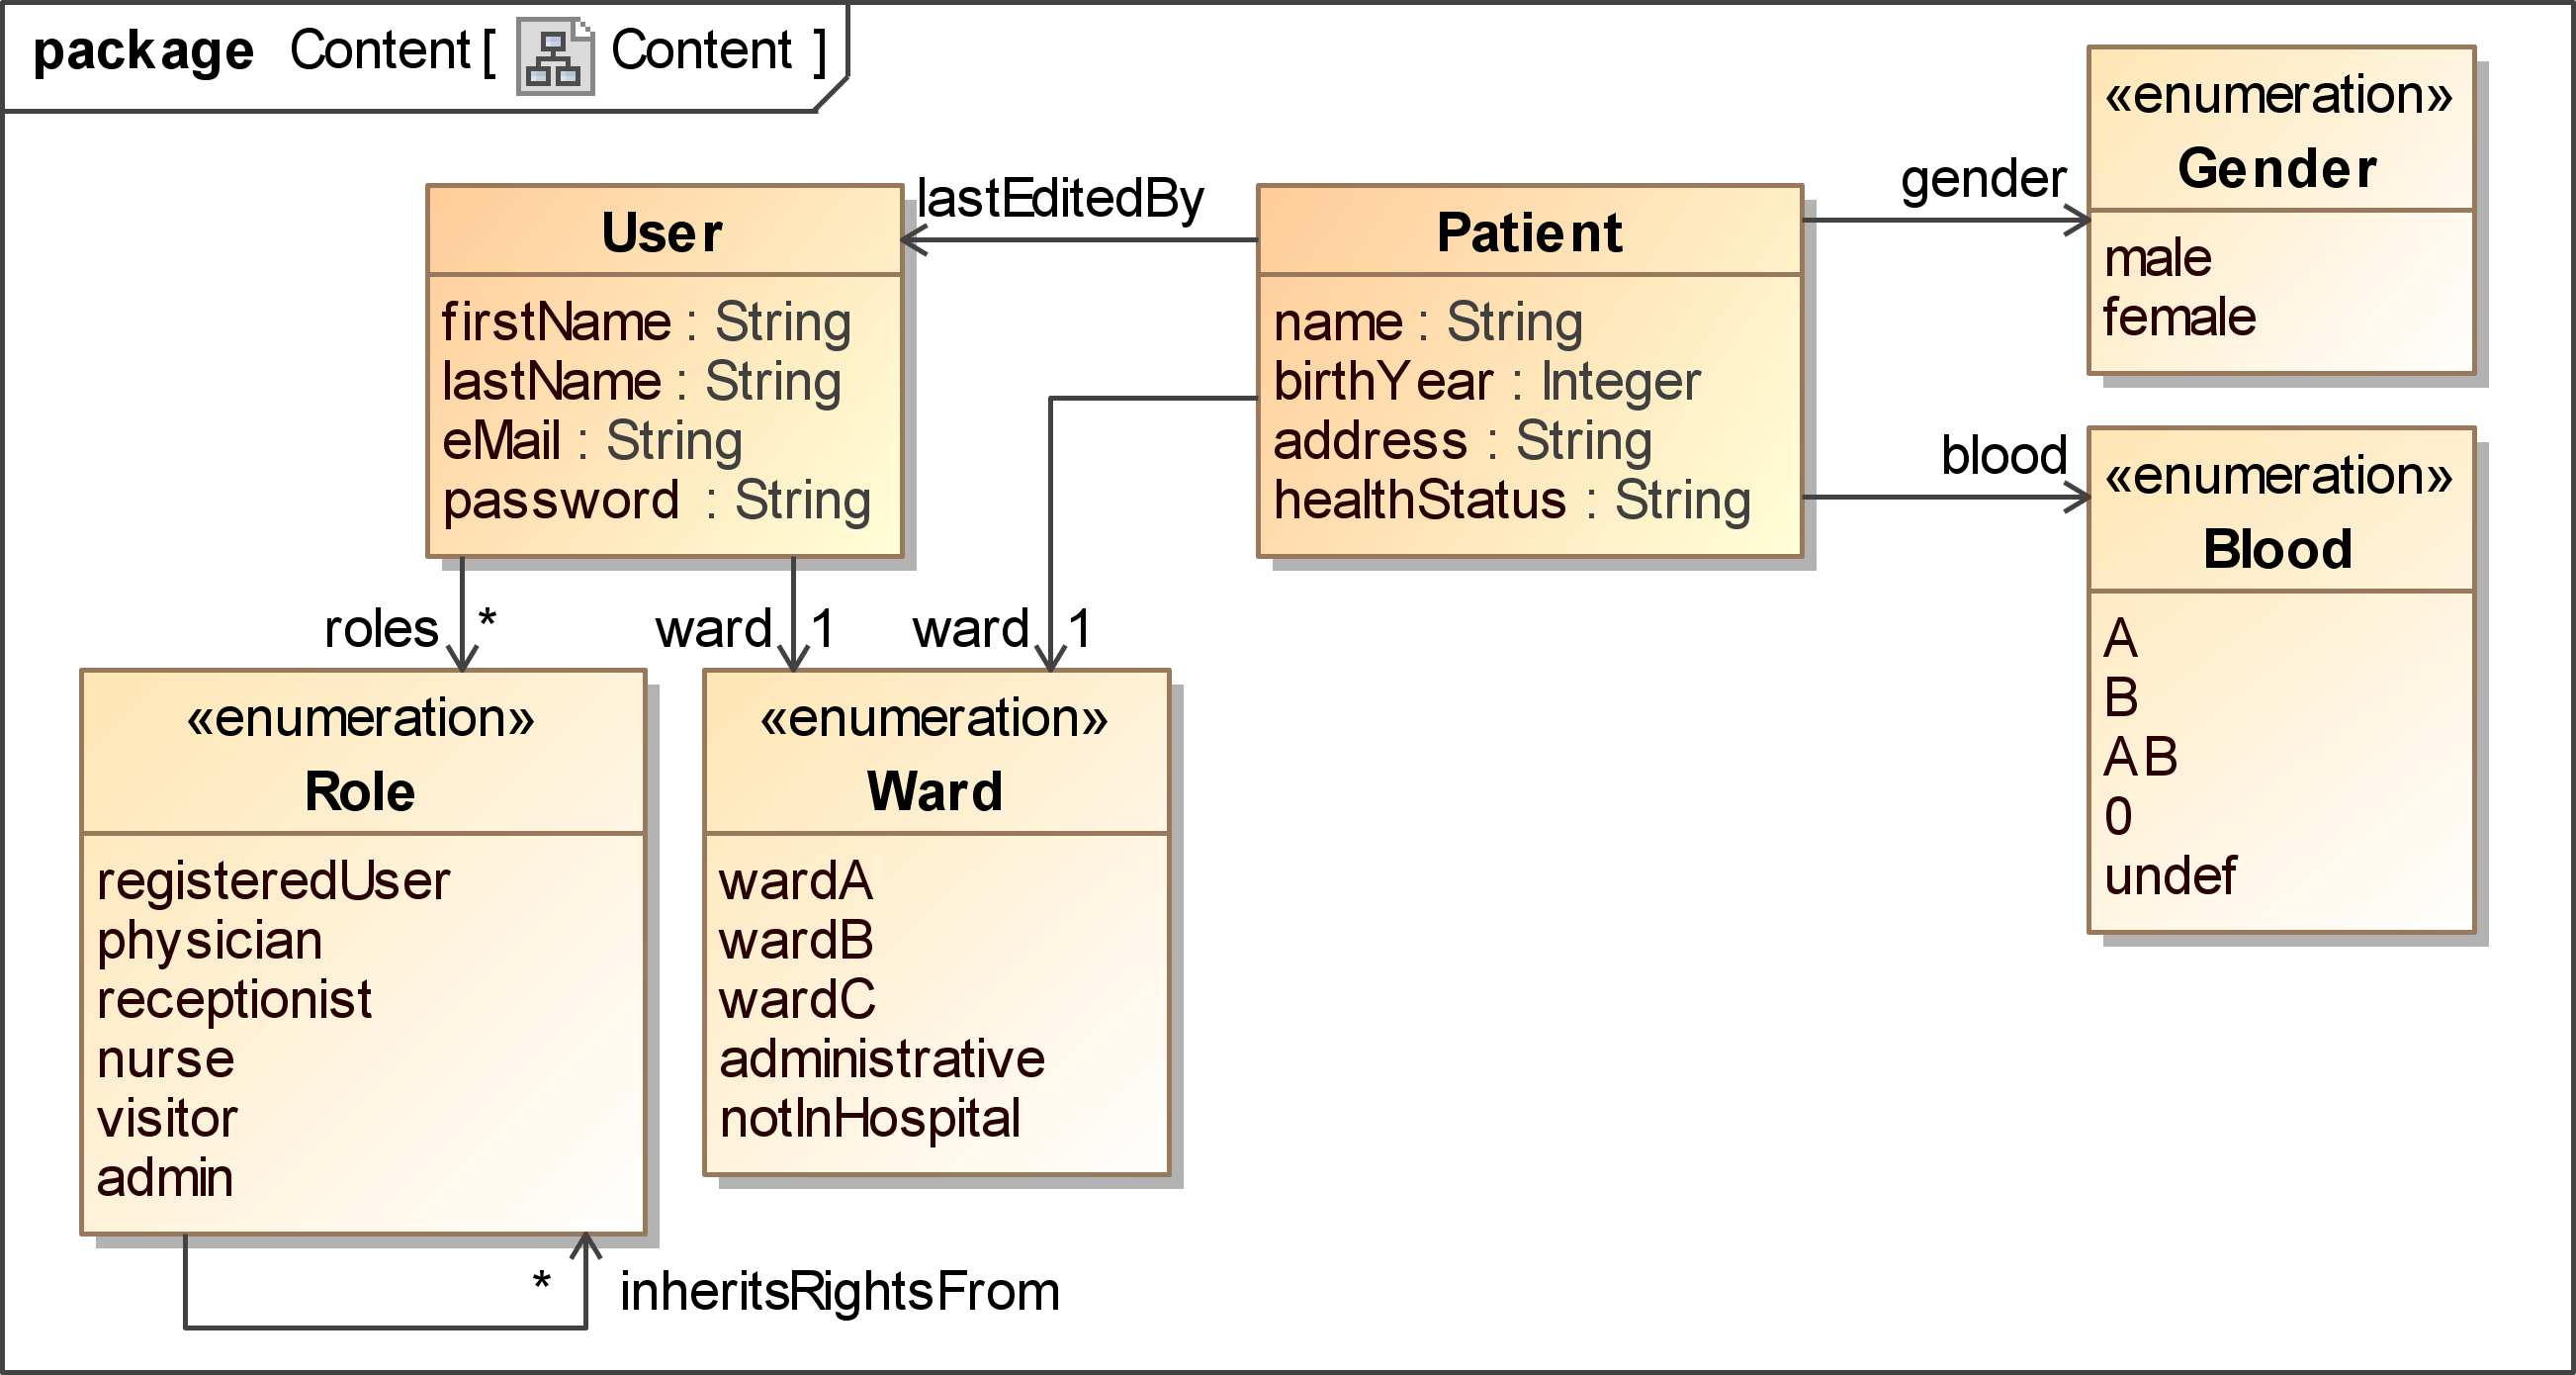 package Content [ Content ]
lastEditedBy
gender
User
firstName : String
lastName : String
eMail : String
password : String
Patient
name : String
birthYear : Integer
address : String
healthStatus : String
«enumeration»
Gender
male
female
blood
«enumeration»
Blood
A
B
AB
0
undef
roles *
ward 1
ward 1
«enumeration»
Role
registeredUser
physician
receptionist
nurse
visitor
admin
«enumeration»
Ward
wardA
wardB
wardC
administrative
notInHospital
* inheritsRightsFrom